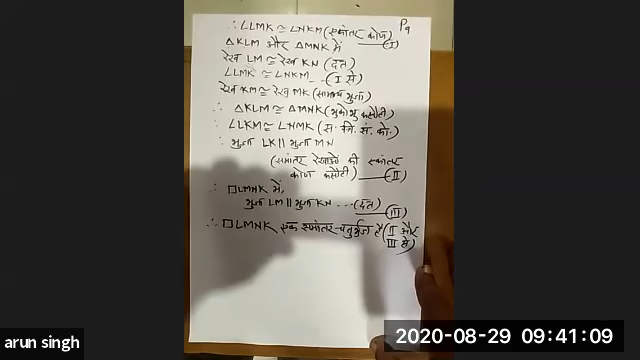 P9
∴ ∠LMK ≅ ∠NKM (एकांतर कोण) —(I)
△KLM और △MNK में
रेख LM ≅ रेख KN (दत्त)
∠LMK ≅ ∠NKM ... (I से)
रेख KM ≅ रेख MK (सामान्य भुजा)
∴ △KLM ≅ △MNK (भुकोभु कसौटी)
∴ ∠LKM ≅ ∠NMK (स. त्रि. सं. को.)
∴ भुजा LK || भुजा MN
(समांतर रेखाओं की एकांतर
कोण कसौटी) —(II)
∴ □LMNK में,
भुजा LM || भुजा KN ... (दत्त) —(III)
∴ □LMNK एक समांतर चतुर्भुज है (II और
III से)
arun singh
2020-08-29 09:41:09